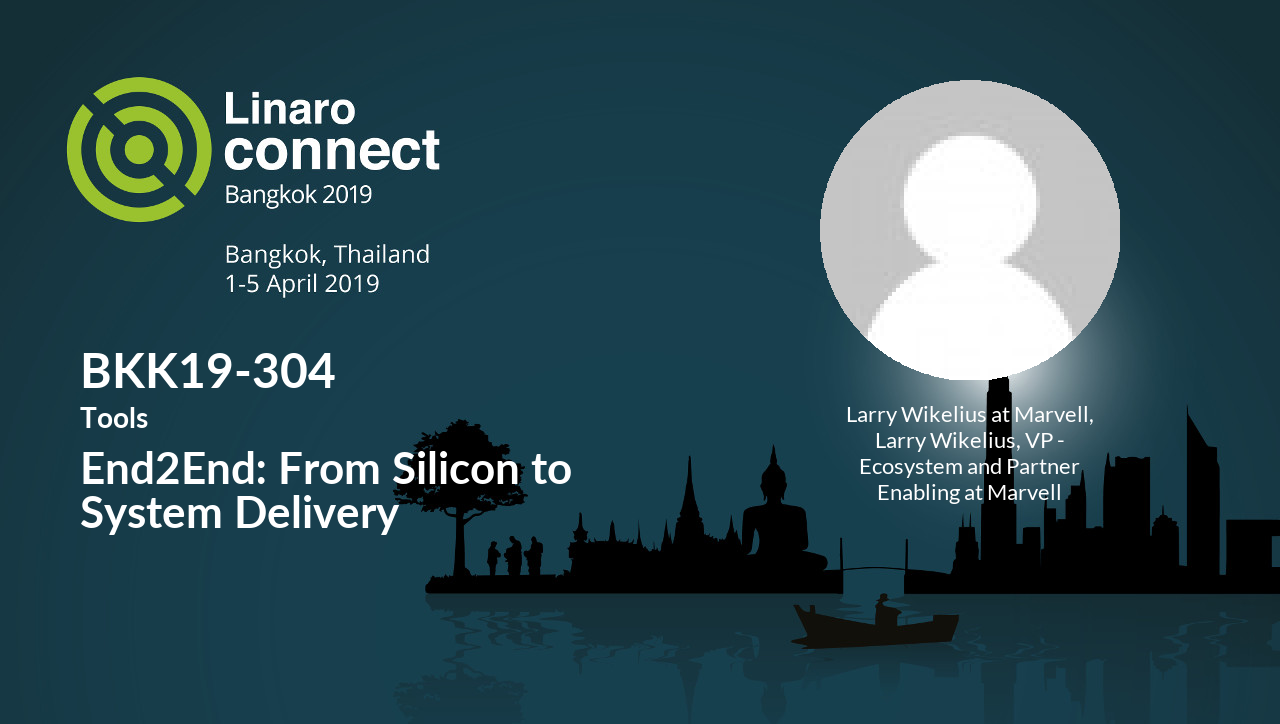 Linaro
connect
Bangkok 2019
Bangkok, Thailand
1-5 April 2019
BKK19-304
Tools
End2End: From Silicon to
System Delivery
Larry Wikelius at Marvell,
Larry Wikelius, VP -
Ecosystem and Partner
Enabling at Marvell